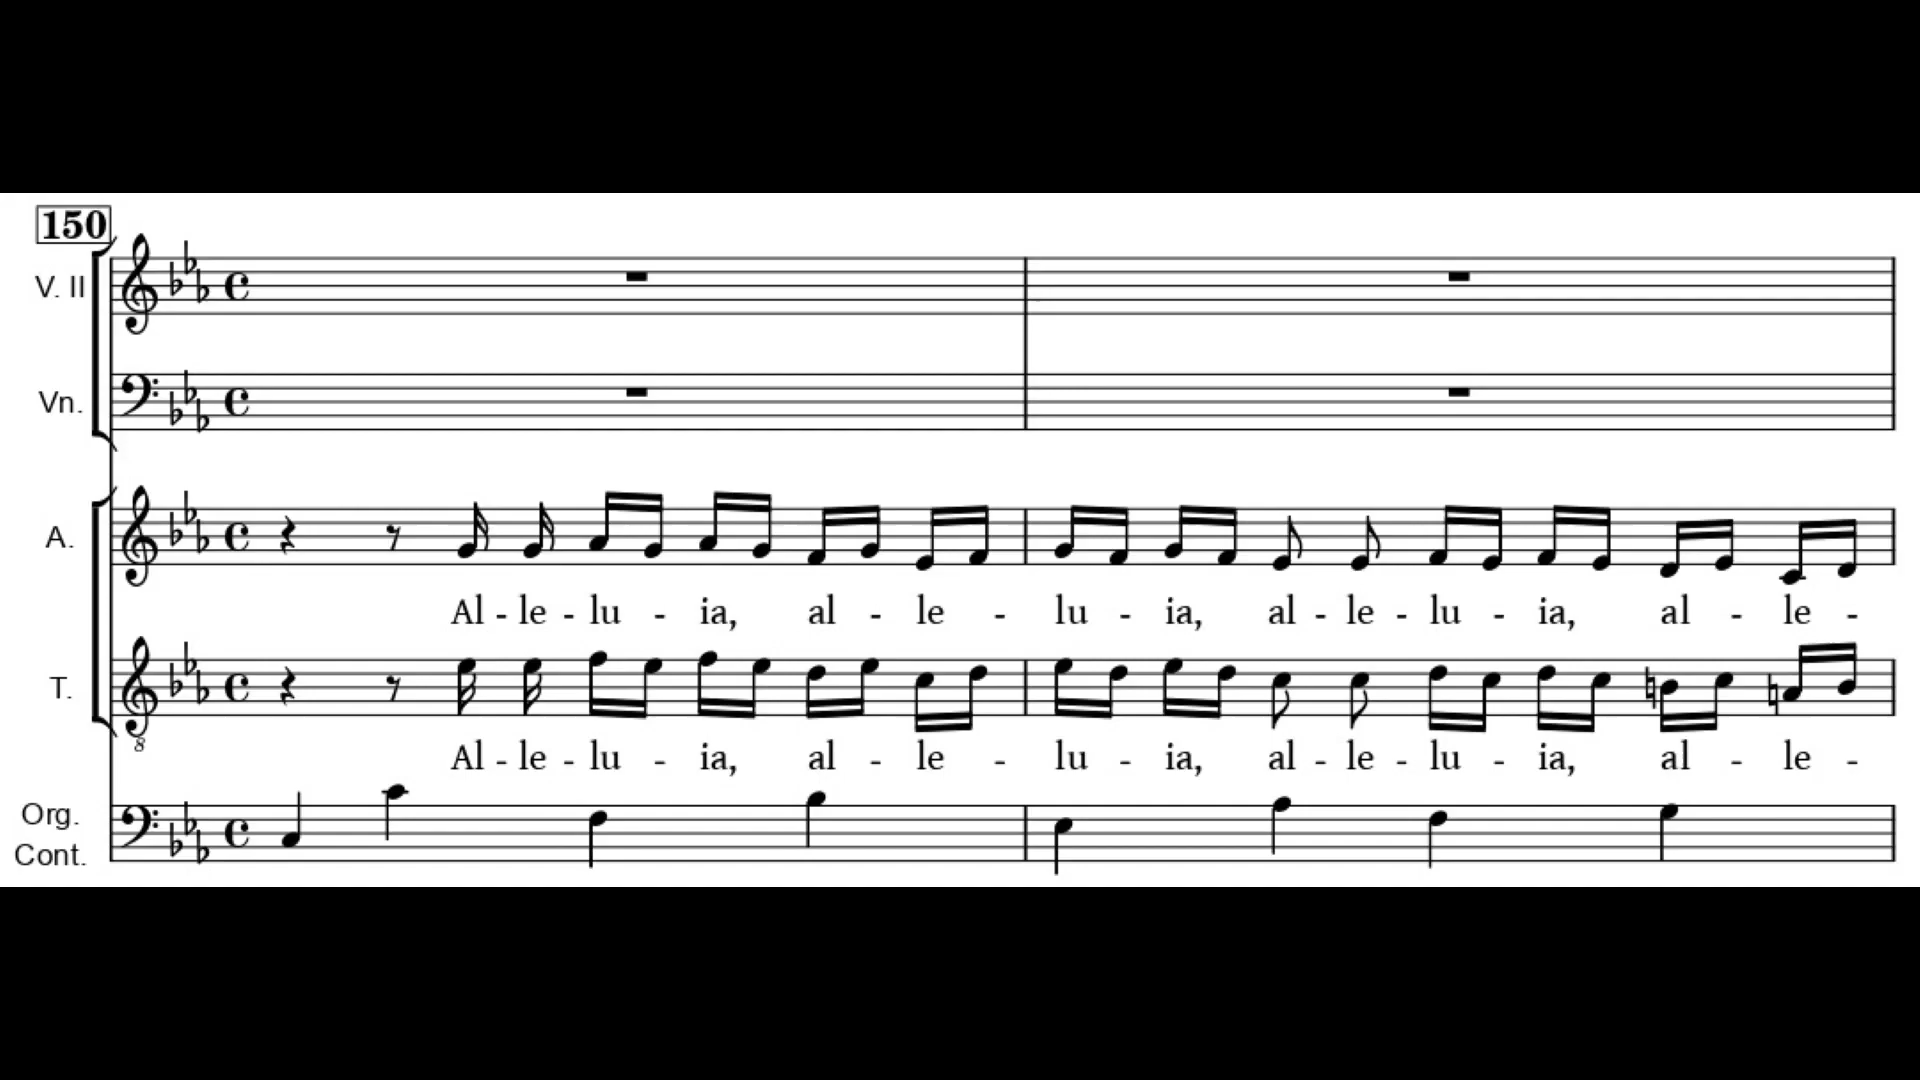 150
V. II
Vn.
A.
Al - le - lu - ia, al - le - lu - ia, al - le - lu - ia, al - le -
T.
8
Al - le - lu - ia, al - le - lu - ia, al - le - lu - ia, al - le -
Org.
Cont.